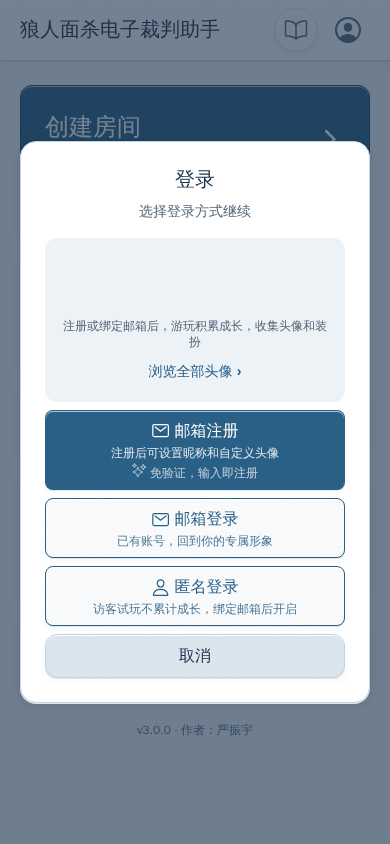 狼人面杀电子裁判助手
创建房间
登录
选择登录方式继续
注册或绑定邮箱后，游玩积累成长，收集头像和装
扮
浏览全部头像 ›
邮箱注册
注册后可设置昵称和自定义头像
免验证，输入即注册
邮箱登录
已有账号，回到你的专属形象
匿名登录
访客试玩不累计成长，绑定邮箱后开启
取消
v3.0.0 · 作者：严振宇